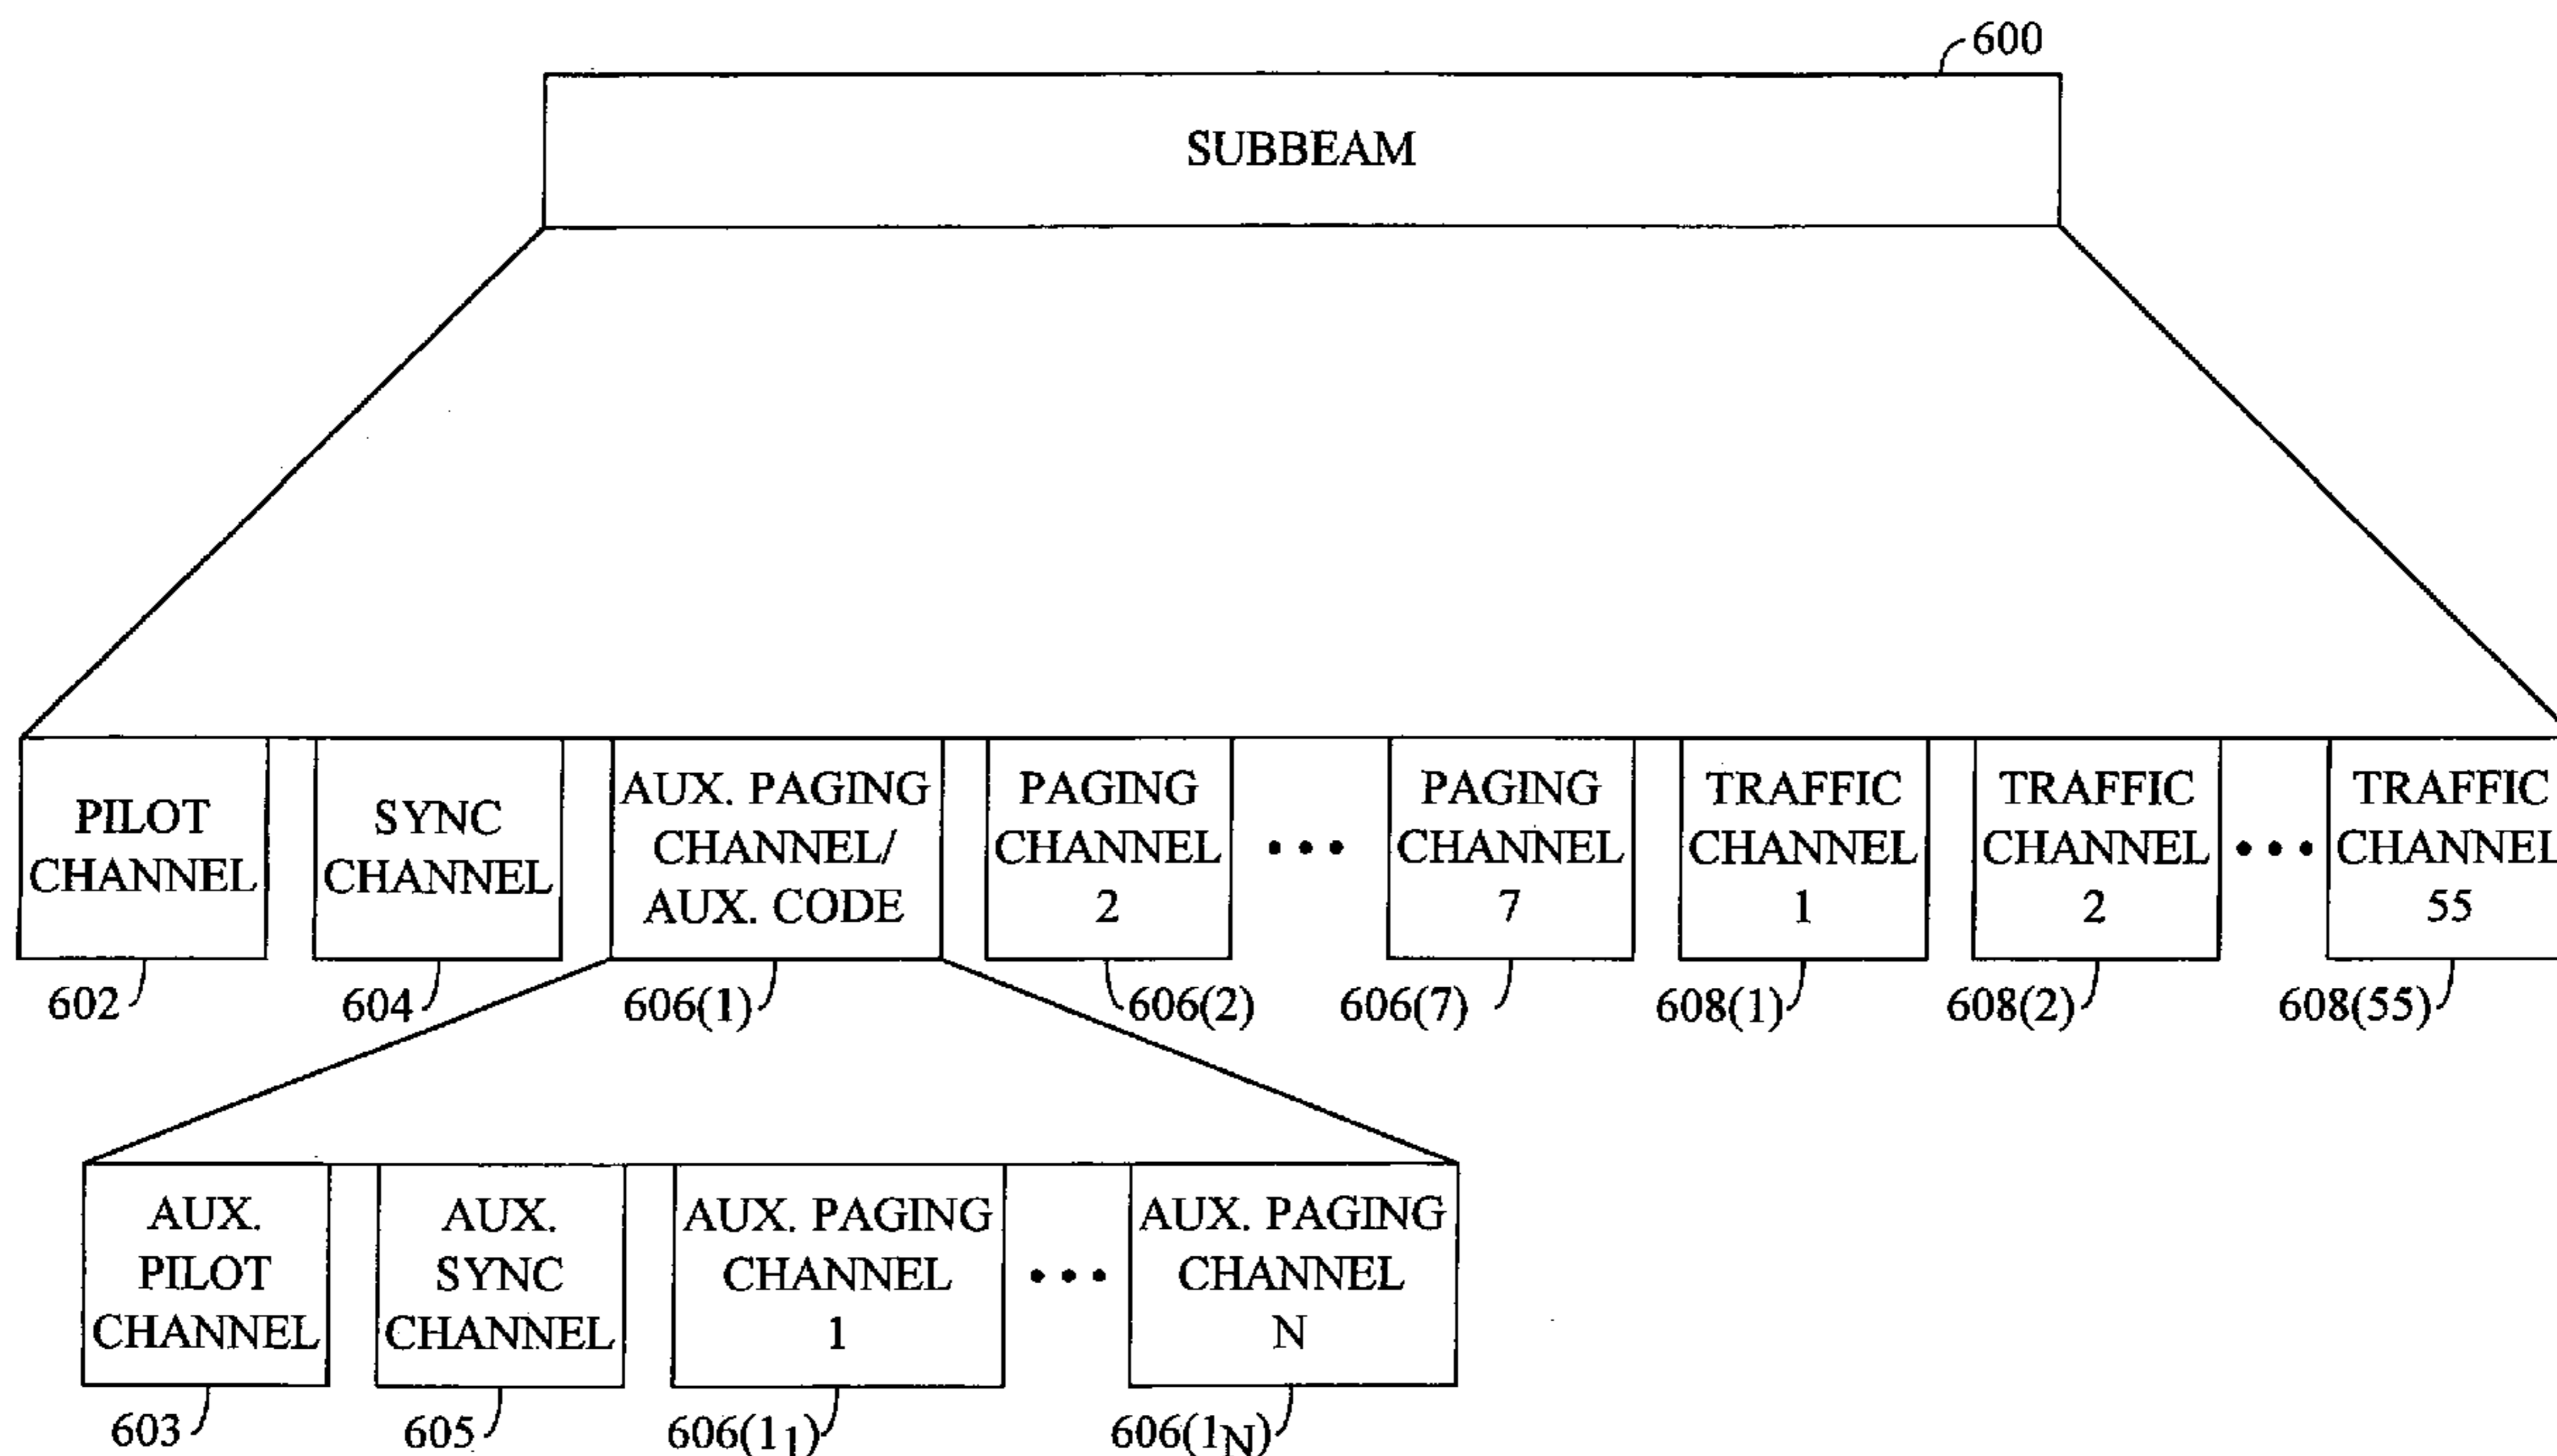 600
SUBBEAM
PILOT
CHANNEL
SYNC
CHANNEL
AUX. PAGING
CHANNEL/
AUX. CODE
PAGING
CHANNEL
2
PAGING
CHANNEL
7
TRAFFIC
CHANNEL
1
TRAFFIC
CHANNEL
2
TRAFFIC
CHANNEL
55
602
604
606(1)
606(2)
606(7)
608(1)
608(2)
608(55)
AUX.
PILOT
CHANNEL
AUX.
SYNC
CHANNEL
AUX. PAGING
CHANNEL
1
AUX. PAGING
CHANNEL
N
603
605
606(1₁)
606(1N)